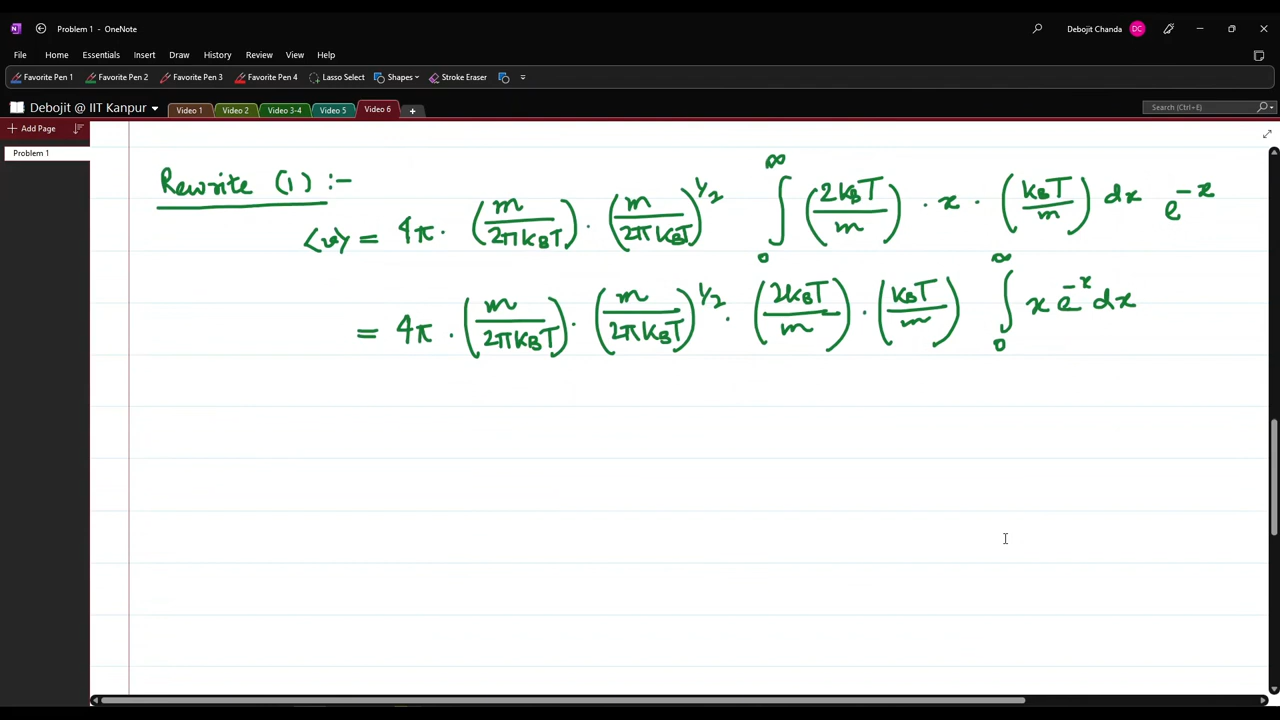 Problem 1 - OneNote
Debojit Chanda DC
File Home Essentials Insert Draw History Review View Help
Favorite Pen 1 Favorite Pen 2 Favorite Pen 3 Favorite Pen 4 Lasso Select Shapes Stroke Eraser
Debojit @ IIT Kanpur Video 1 Video 2 Video 3-4 Video 5 Video 6 + Search (Ctrl+E)
+ Add Page
Problem 1
Rewrite (1) :-
⟨v⟩ = 4π · (m/2πk_BT) · (m/2πk_BT)^{1/2} ∫_0^∞ (2k_BT/m) · x · (k_BT/m) dx e^{-x}
= 4π · (m/2πk_BT) · (m/2πk_BT)^{1/2} · (2k_BT/m) · (k_BT/m) ∫_0^∞ x e^{-x} dx